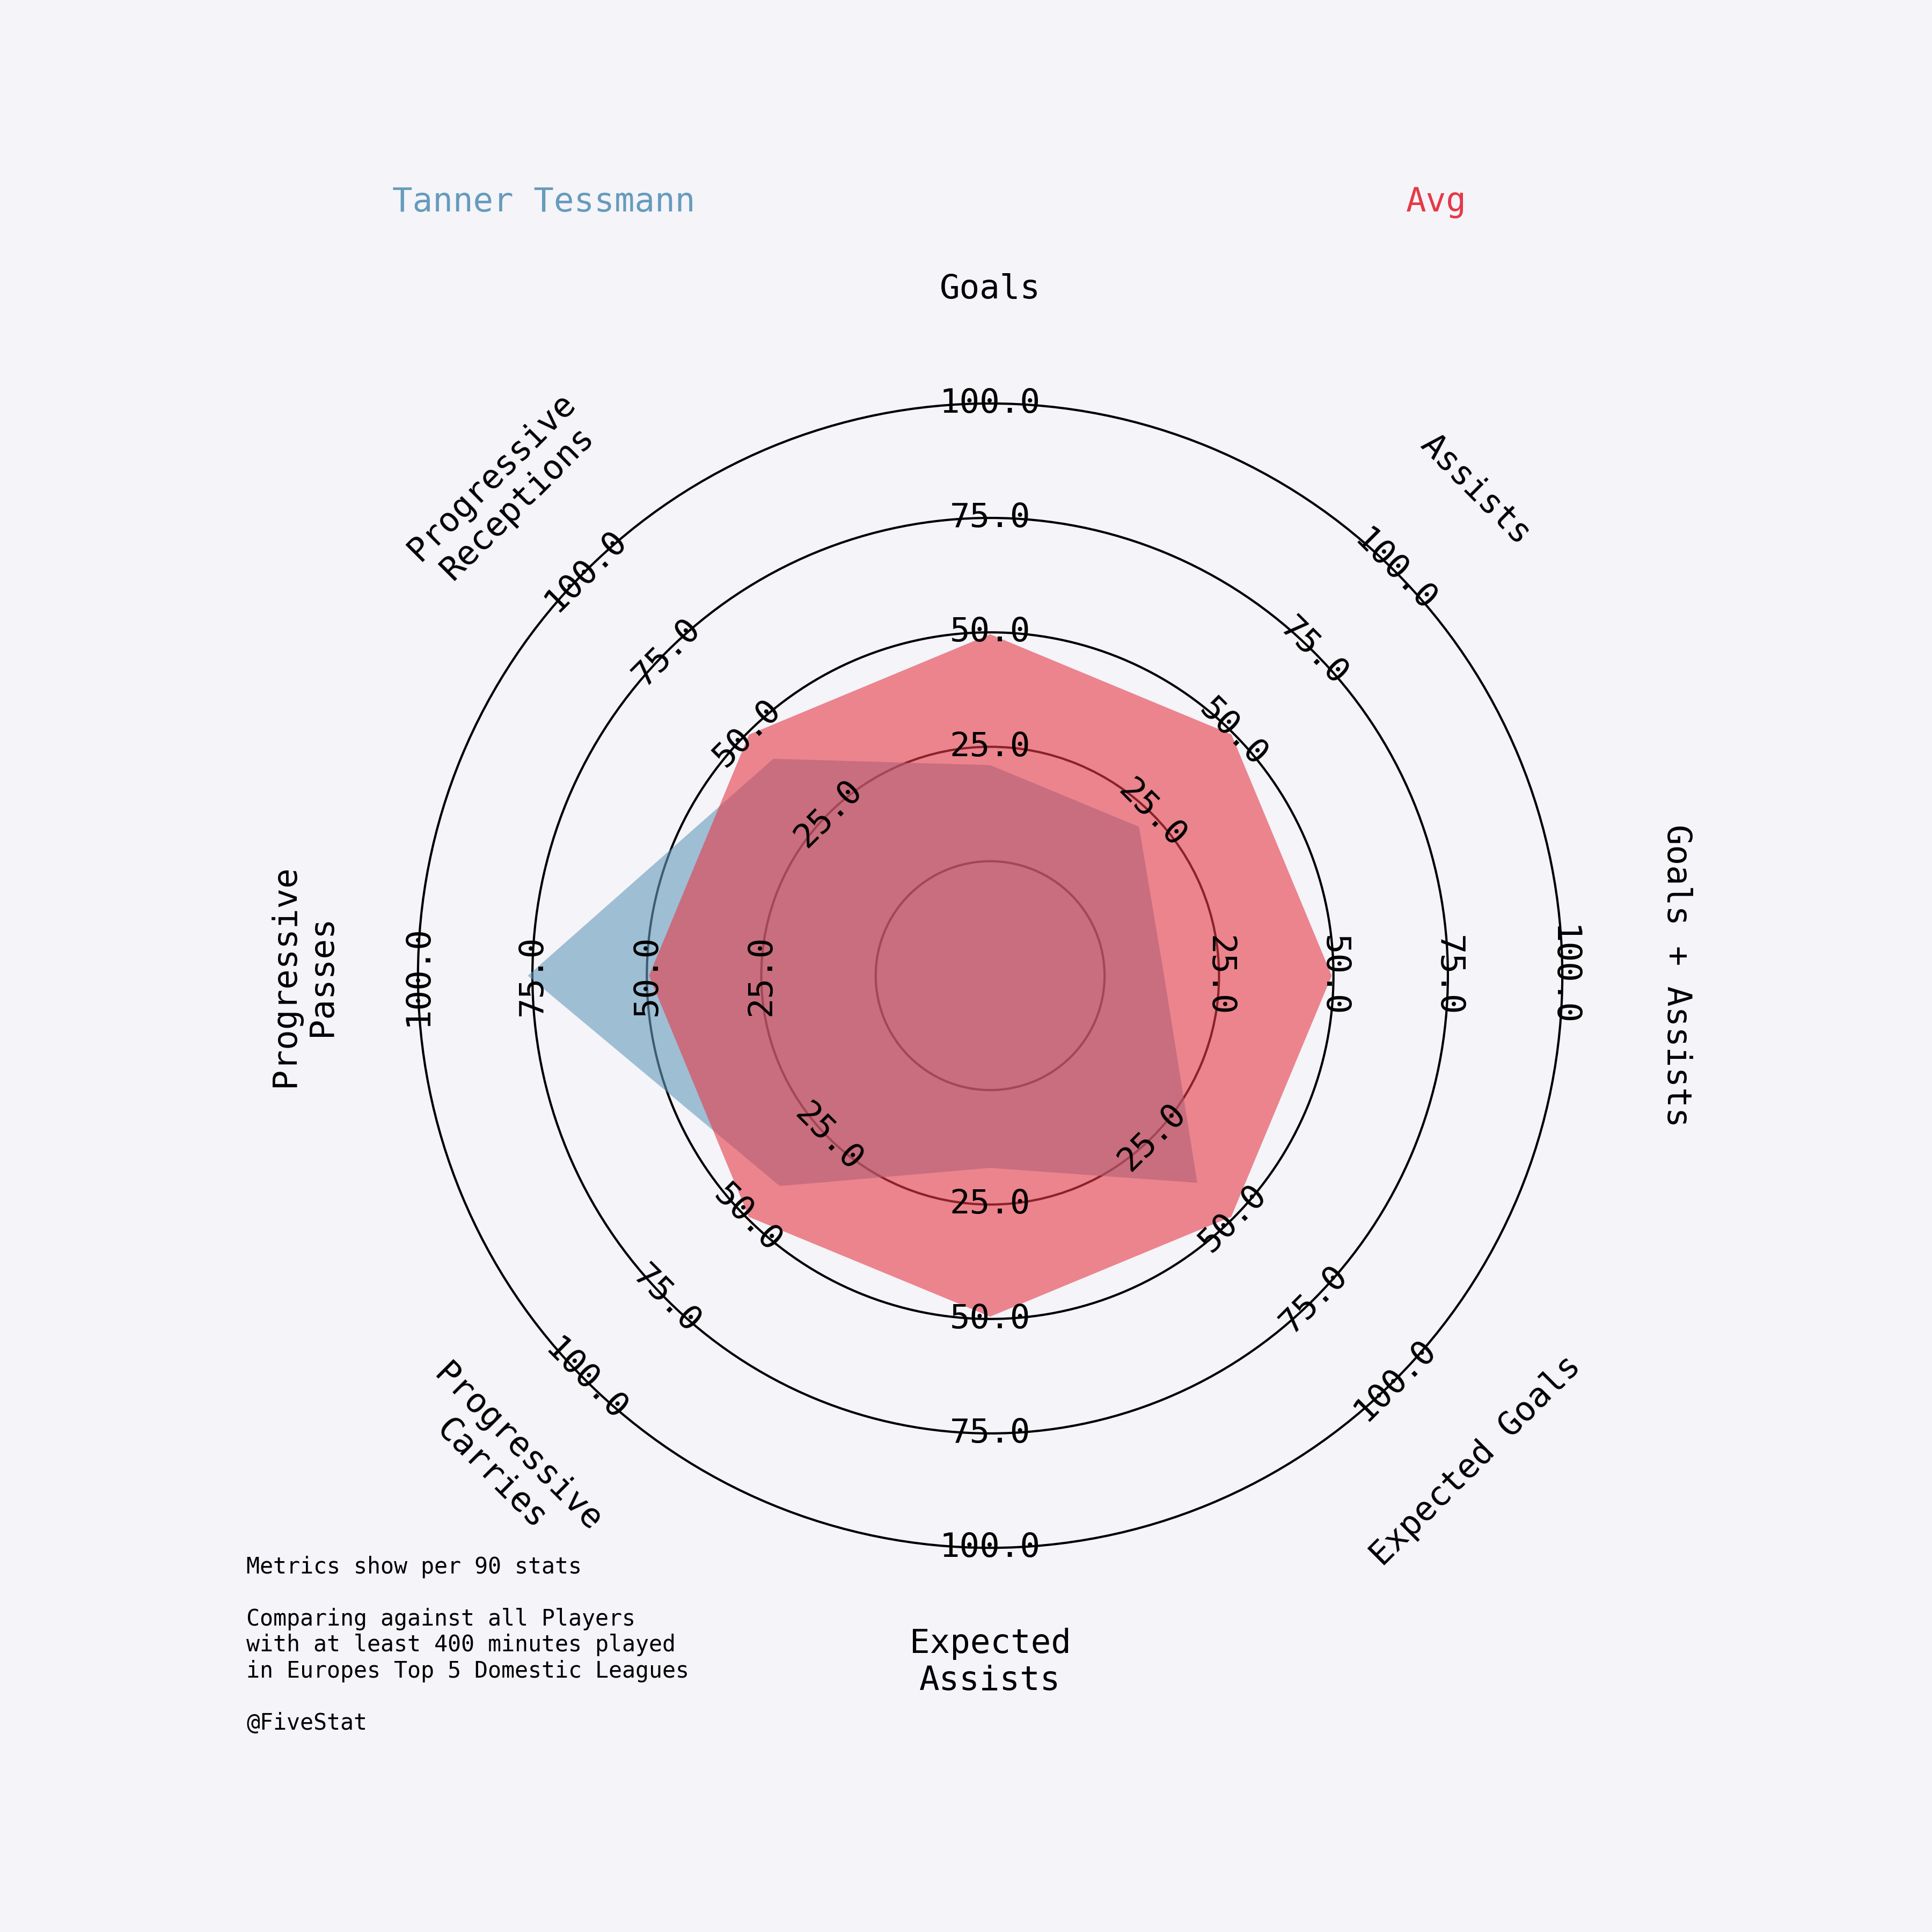 Tanner Tessmann
Avg
Goals
Assists
Goals + Assists
Expected Goals
Expected
Assists
Progressive
Carries
Progressive
Passes
Progressive
Receptions
100.0
75.0
50.0
25.0
100.0
75.0
50.0
25.0
100.0
75.0
50.0
25.0
100.0
75.0
50.0
25.0
100.0
75.0
50.0
25.0
100.0
75.0
50.0
25.0
100.0
75.0
50.0
25.0
100.0
75.0
50.0
25.0
Metrics show per 90 stats
Comparing against all Players
with at least 400 minutes played
in Europes Top 5 Domestic Leagues
@FiveStat